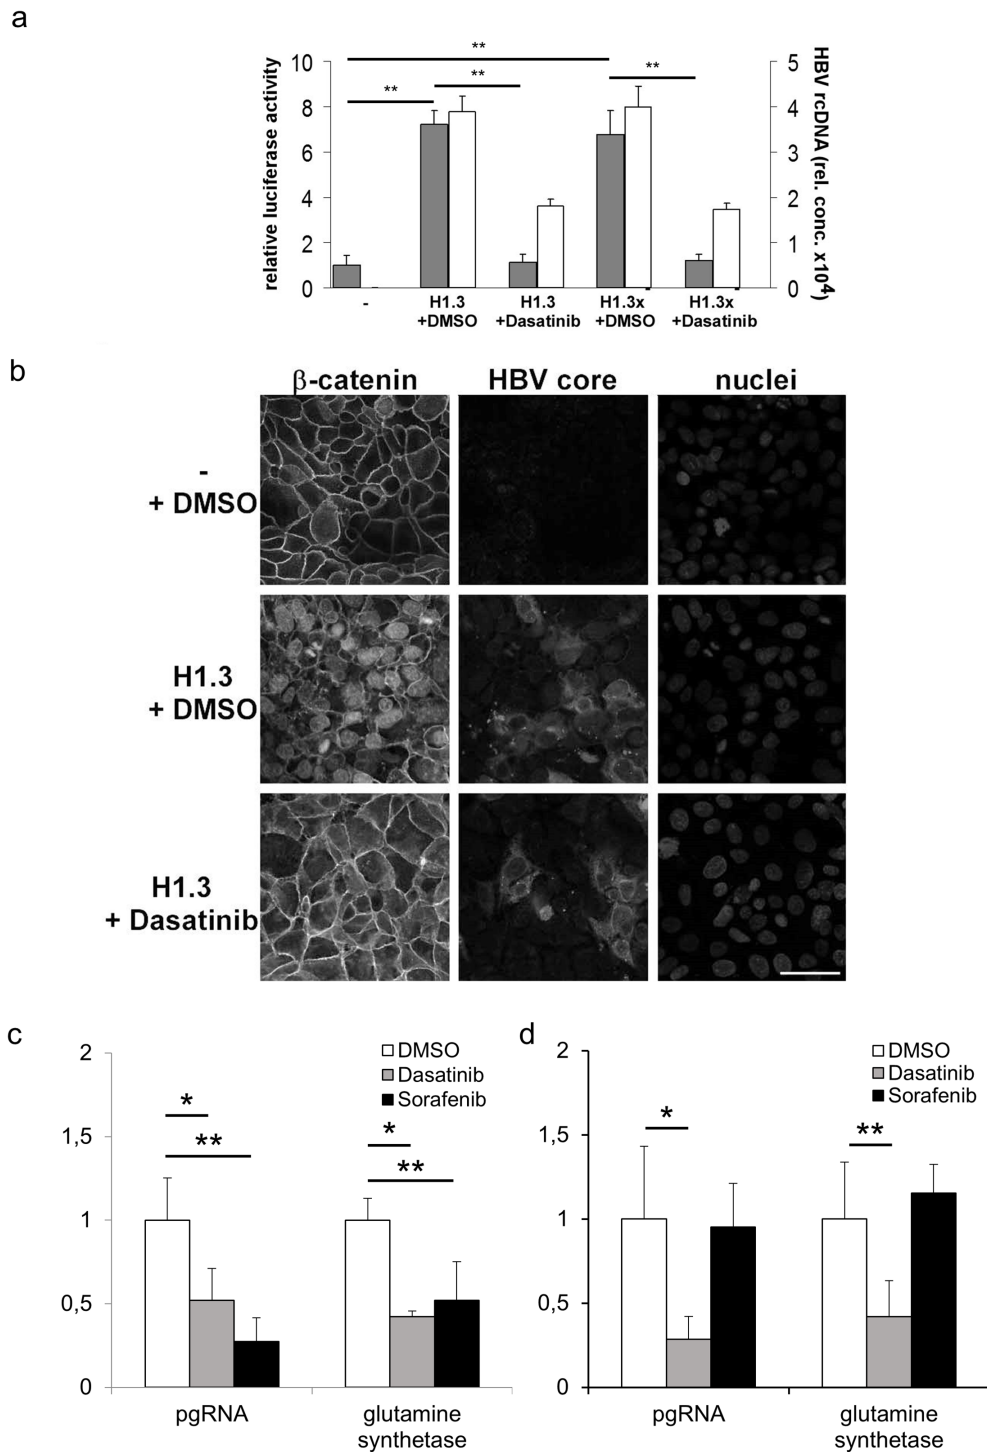 a
**
**
**
**
10
8
6
4
2
0
relative luciferase activity
5
4
3
2
1
0
HBV rcDNA (rel. conc. x10⁴)
- H1.3 H1.3 H1.3x H1.3x
+DMSO +Dasatinib +DMSO +Dasatinib
b
β-catenin HBV core nuclei
-
+ DMSO
H1.3
+ DMSO
H1.3
+ Dasatinib
c
2
1,5
1
0,5
0
DMSO
Dasatinib
Sorafenib
*
**
*
**
pgRNA glutamine
synthetase
d
2
1,5
1
0,5
0
DMSO
Dasatinib
Sorafenib
*
**
pgRNA glutamine
synthetase